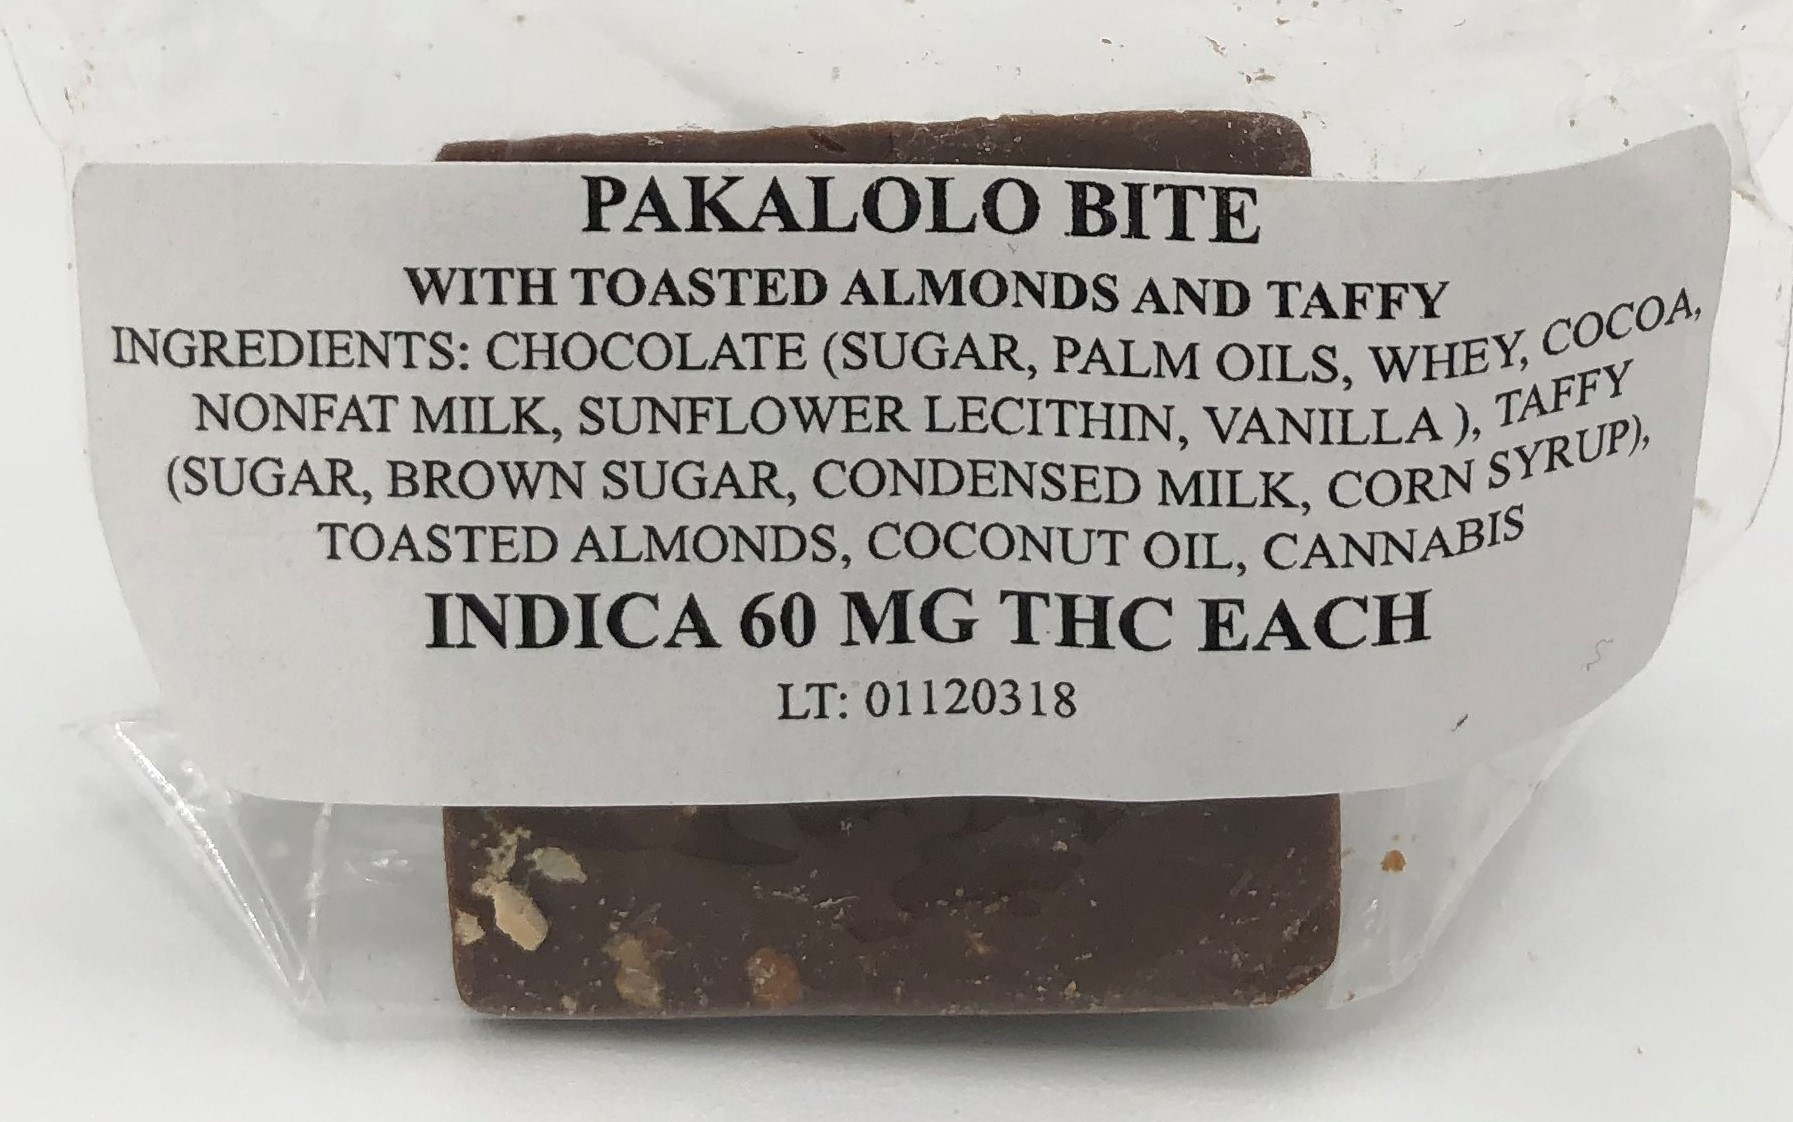 PAKALOLO BITE
WITH TOASTED ALMONDS AND TAFFY
INGREDIENTS: CHOCOLATE (SUGAR, PALM OILS, WHEY, COCOA,
NONFAT MILK, SUNFLOWER LECITHIN, VANILLA ), TAFFY
(SUGAR, BROWN SUGAR, CONDENSED MILK, CORN SYRUP),
TOASTED ALMONDS, COCONUT OIL, CANNABIS
INDICA 60 MG THC EACH
LT: 01120318